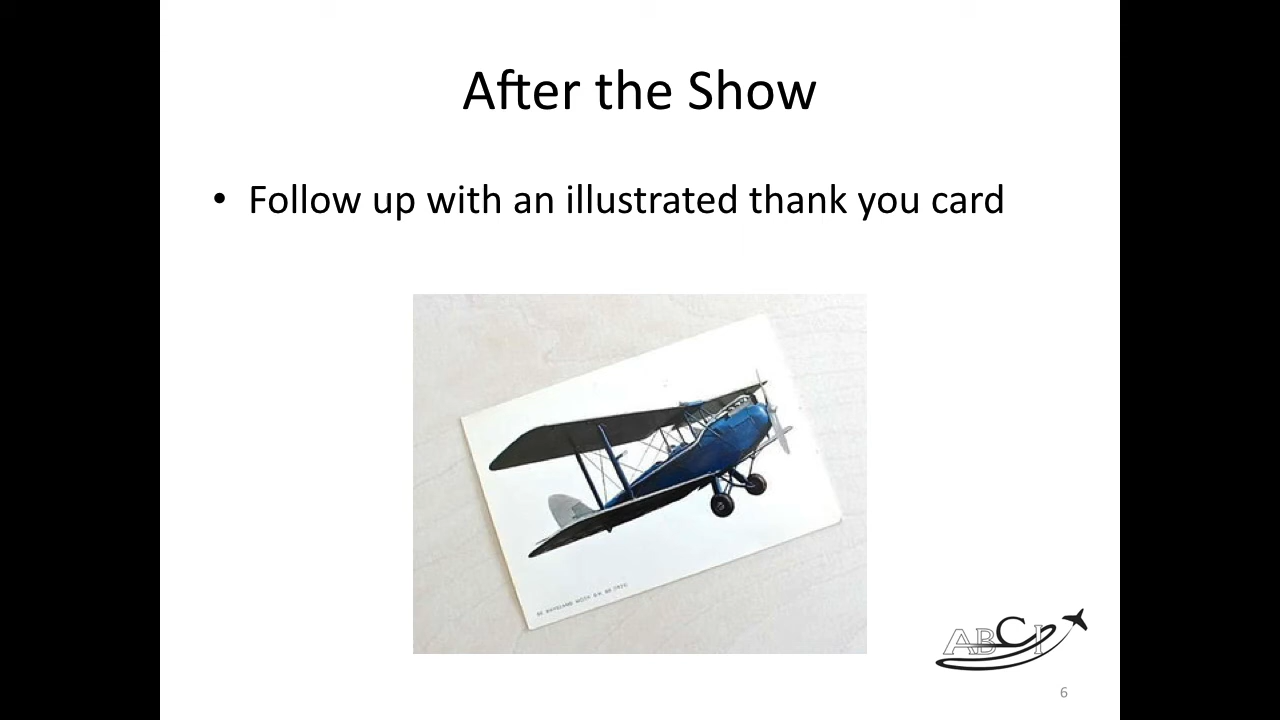 After the Show
• Follow up with an illustrated thank you card
ABCI
6